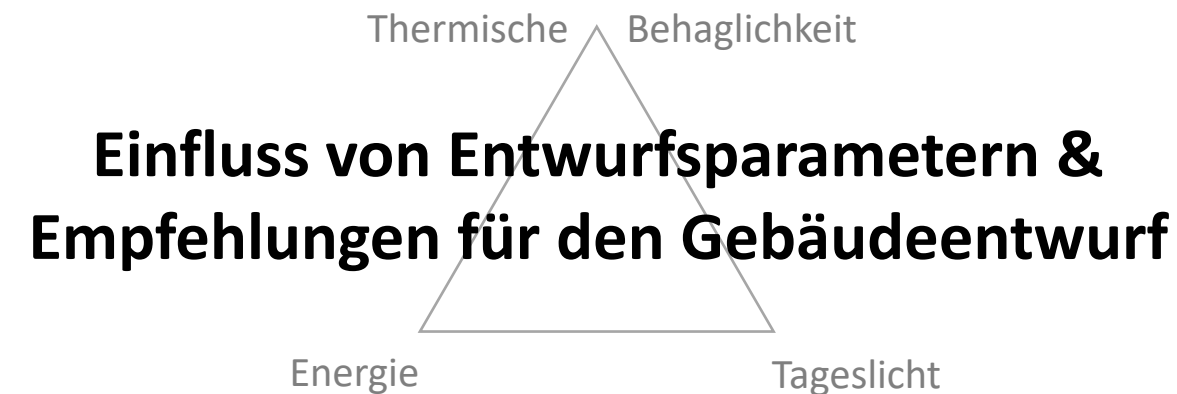 Thermische Behaglichkeit
Einfluss von Entwurfsparametern &
Empfehlungen für den Gebäudeentwurf
Energie
Tageslicht